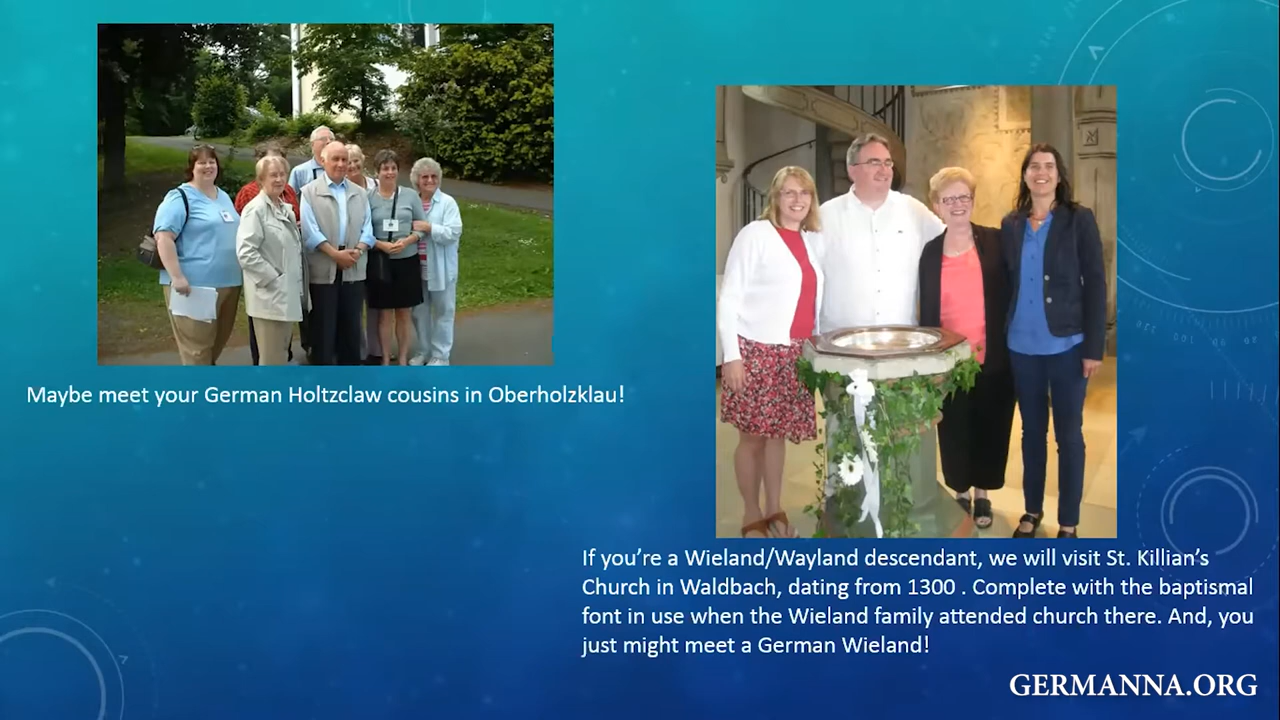 Maybe meet your German Holtzclaw cousins in Oberholzklau!
If you're a Wieland/Wayland descendant, we will visit St. Killian's
Church in Waldbach, dating from 1300 . Complete with the baptismal
font in use when the Wieland family attended church there. And, you
just might meet a German Wieland!
GERMANNA.ORG